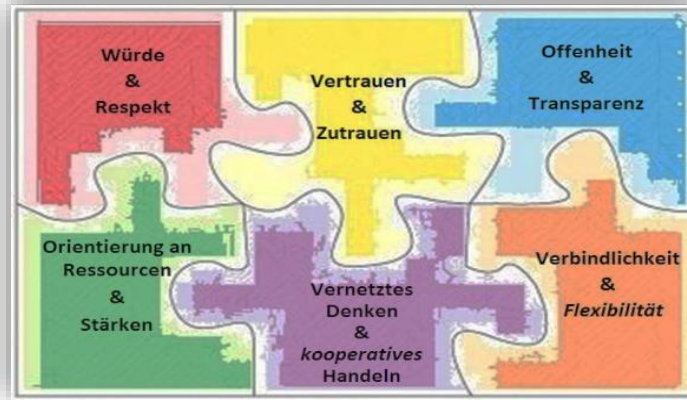 Würde
&
Respekt
Vertrauen
&
Zutrauen
Offenheit
&
Transparenz
Orientierung an
Ressourcen
&
Stärken
Vernetztes
Denken
&
kooperatives
Handeln
Verbindlichkeit
&
Flexibilität